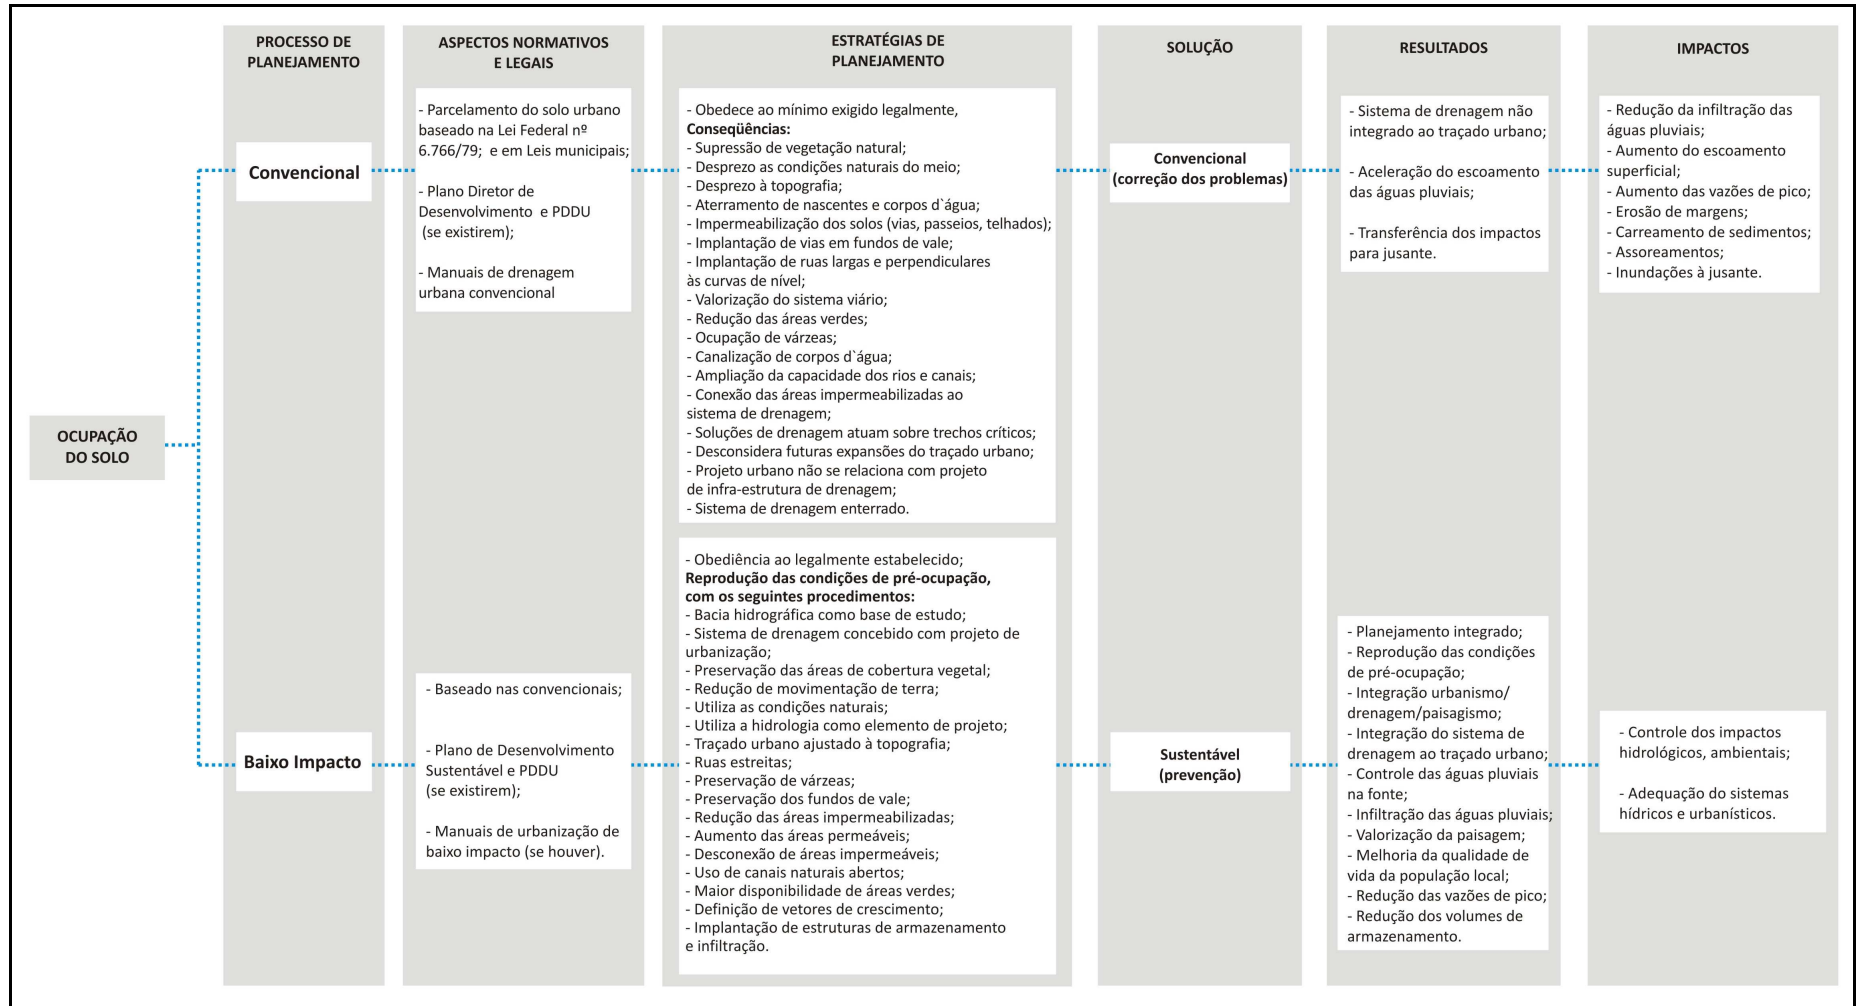 PROCESSO DE
PLANEJAMENTO
ASPECTOS NORMATIVOS
E LEGAIS
ESTRATÉGIAS DE
PLANEJAMENTO
SOLUÇÃO
RESULTADOS
IMPACTOS
OCUPAÇÃO
DO SOLO
Convencional
- Parcelamento do solo urbano
baseado na Lei Federal nº
6.766/79; e em Leis municipais;
- Plano Diretor de
Desenvolvimento e PDDU
(se existirem);
- Manuais de drenagem
urbana convencional
- Obedece ao mínimo exigido legalmente,
Conseqüências:
- Supressão de vegetação natural;
- Desprezo as condições naturais do meio;
- Desprezo à topografia;
- Aterramento de nascentes e corpos d`água;
- Impermeabilização dos solos (vias, passeios, telhados);
- Implantação de vias em fundos de vale;
- Implantação de ruas largas e perpendiculares
às curvas de nível;
- Valorização do sistema viário;
- Redução das áreas verdes;
- Ocupação de várzeas;
- Canalização de corpos d`água;
- Ampliação da capacidade dos rios e canais;
- Conexão das áreas impermeabilizadas ao
sistema de drenagem;
- Soluções de drenagem atuam sobre trechos críticos;
- Desconsidera futuras expansões do traçado urbano;
- Projeto urbano não se relaciona com projeto
de infra-estrutura de drenagem;
- Sistema de drenagem enterrado.
Convencional
(correção dos problemas)
- Sistema de drenagem não
integrado ao traçado urbano;
- Aceleração do escoamento
das águas pluviais;
- Transferência dos impactos
para jusante.
- Redução da infiltração das
águas pluviais;
- Aumento do escoamento
superficial;
- Aumento das vazões de pico;
- Erosão de margens;
- Carreamento de sedimentos;
- Assoreamentos;
- Inundações à jusante.
Baixo Impacto
- Baseado nas convencionais;
- Plano de Desenvolvimento
Sustentável e PDDU
(se existirem);
- Manuais de urbanização de
baixo impacto (se houver).
- Obediência ao legalmente estabelecido;
Reprodução das condições de pré-ocupação,
com os seguintes procedimentos:
- Bacia hidrográfica como base de estudo;
- Sistema de drenagem concebido com projeto de
urbanização;
- Preservação das áreas de cobertura vegetal;
- Redução de movimentação de terra;
- Utiliza as condições naturais;
- Utiliza a hidrologia como elemento de projeto;
- Traçado urbano ajustado à topografia;
- Ruas estreitas;
- Preservação de várzeas;
- Preservação dos fundos de vale;
- Redução das áreas impermeabilizadas;
- Aumento das áreas permeáveis;
- Desconexão de áreas impermeáveis;
- Uso de canais naturais abertos;
- Maior disponibilidade de áreas verdes;
- Definição de vetores de crescimento;
- Implantação de estruturas de armazenamento
e infiltração.
Sustentável
(prevenção)
- Planejamento integrado;
- Reprodução das condições
de pré-ocupação;
- Integração urbanismo/
drenagem/paisagismo;
- Integração do sistema de
drenagem ao traçado urbano;
- Controle das águas pluviais
na fonte;
- Infiltração das águas pluviais;
- Valorização da paisagem;
- Melhoria da qualidade de
vida da população local;
- Redução das vazões de pico;
- Redução dos volumes de
armazenamento.
- Controle dos impactos
hidrológicos, ambientais;
- Adequação do sistemas
hídricos e urbanísticos.